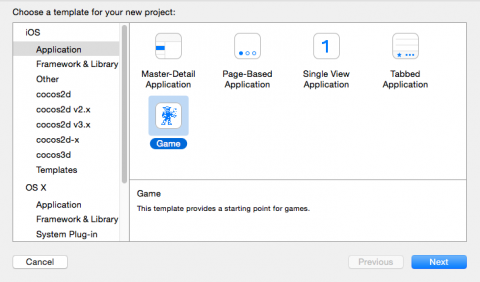 Choose a template for your new project:
iOS
Application
Framework & Library
Other
cocos2d
cocos2d v2.x
cocos2d v3.x
cocos2d-x
cocos3d
Templates
OS X
Application
Framework & Library
System Plug-in
Master-Detail
Application
Page-Based
Application
1
Single View
Application
Tabbed
Application
Game
Game
This template provides a starting point for games.
Cancel
Previous
Next